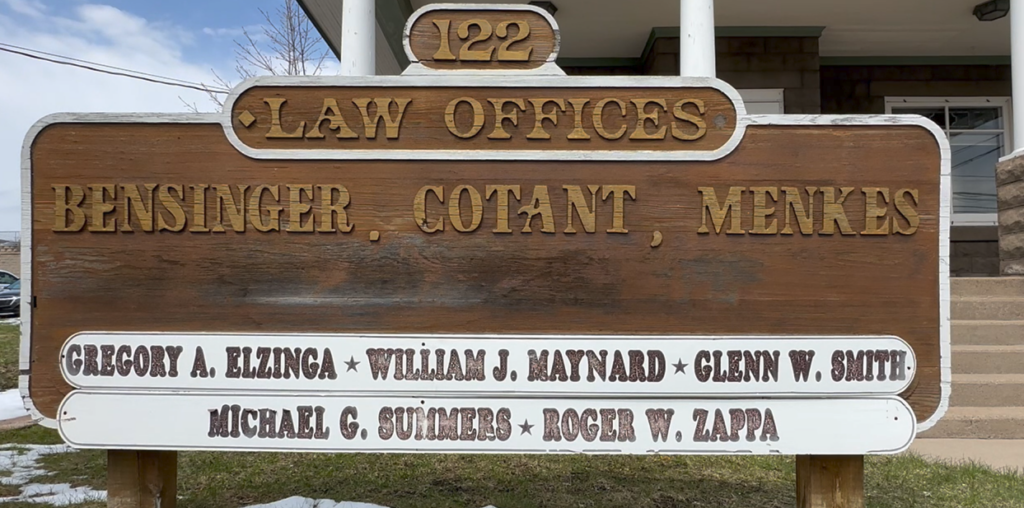 122
LAW OFFICES
BENSINGER, COTANT, MENKES
GREGORY A. ELZINGA ★ WILLIAM J. MAYNARD ★ GLENN W. SMITH
MICHAEL G. SUMMERS ★ ROGER W. ZAPPA